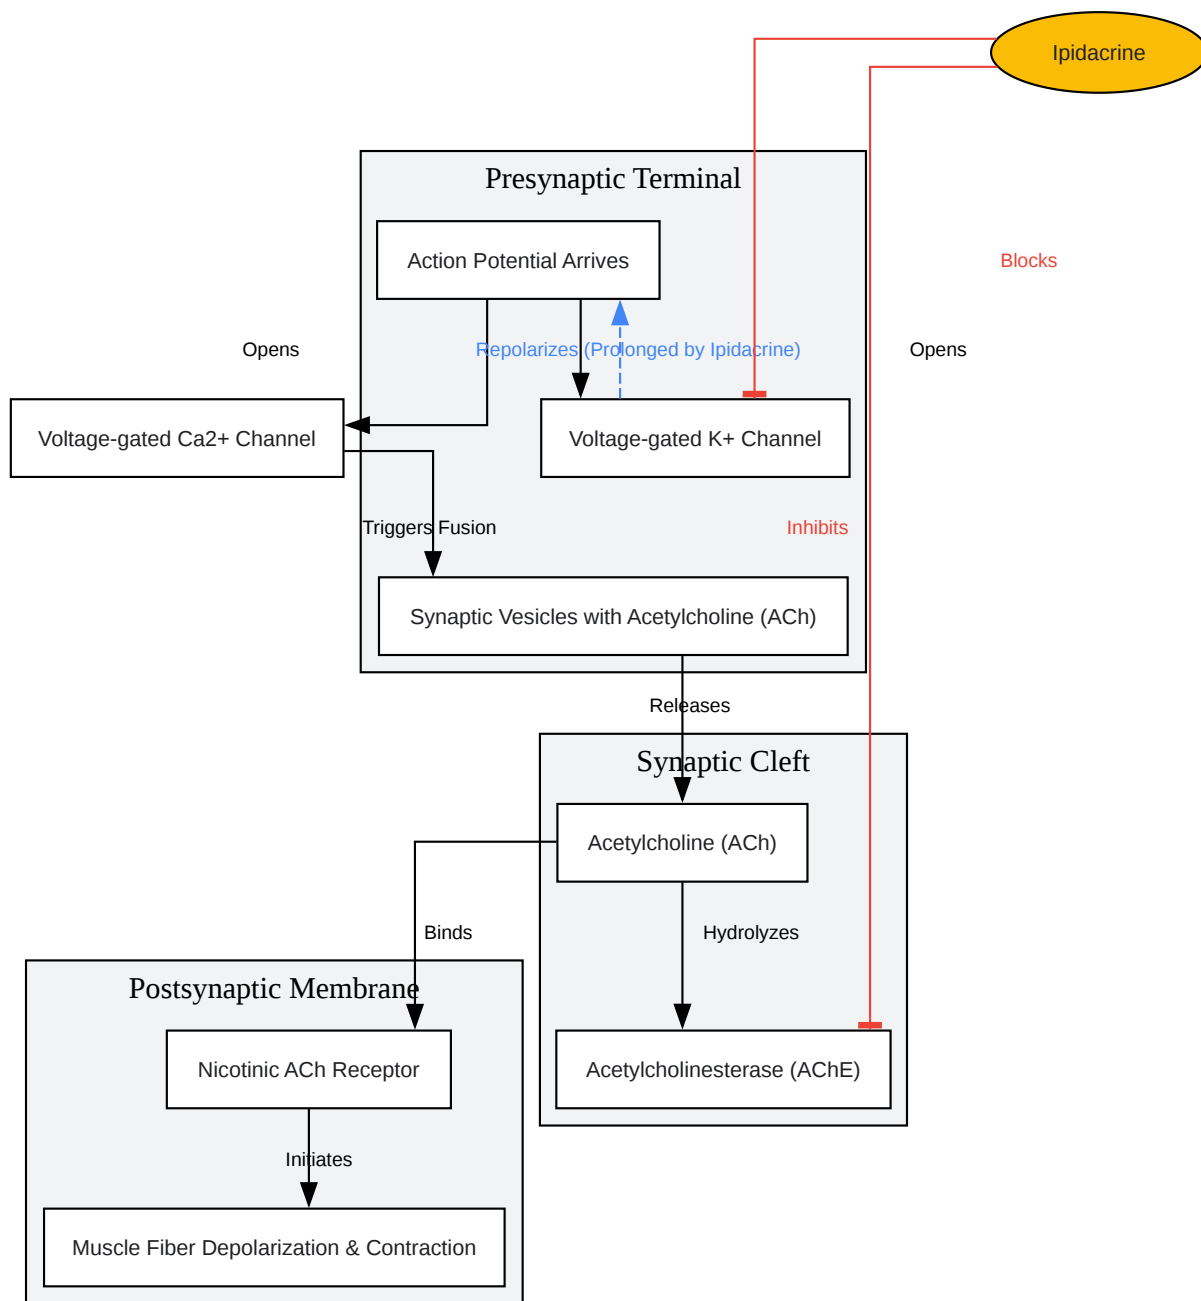 Ipidacrine
Presynaptic Terminal
Action Potential Arrives
Blocks
Opens
Repolarizes (Prolonged by Ipidacrine)
Opens
Voltage-gated Ca2+ Channel
Voltage-gated K+ Channel
Triggers Fusion
Inhibits
Synaptic Vesicles with Acetylcholine (ACh)
Releases
Synaptic Cleft
Acetylcholine (ACh)
Binds
Hydrolyzes
Postsynaptic Membrane
Nicotinic ACh Receptor
Acetylcholinesterase (AChE)
Initiates
Muscle Fiber Depolarization & Contraction